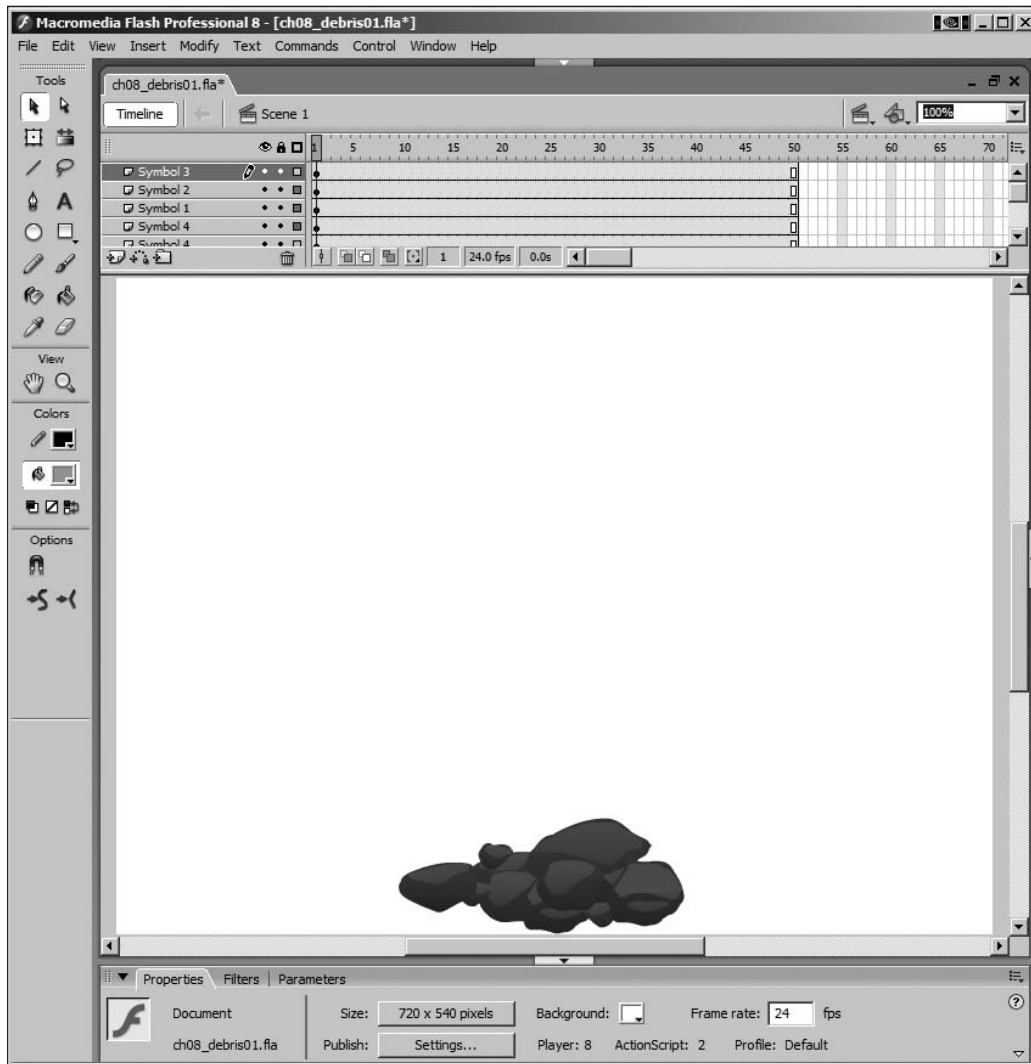 Macromedia Flash Professional 8 - [ch08_debris01.fla*]
File Edit View Insert Modify Text Commands Control Window Help
Tools
ch08_debris01.fla*
Timeline Scene 1 100%
1 5 10 15 20 25 30 35 40 45 50 55 60 65 70
Symbol 3
Symbol 2
Symbol 1
Symbol 4
Symbol 4
1 24.0 fps 0.0s
A
View
Colors
Options
Properties Filters Parameters
Document Size: 720 x 540 pixels Background: Frame rate: 24 fps
ch08_debris01.fla Publish: Settings... Player: 8 ActionScript: 2 Profile: Default